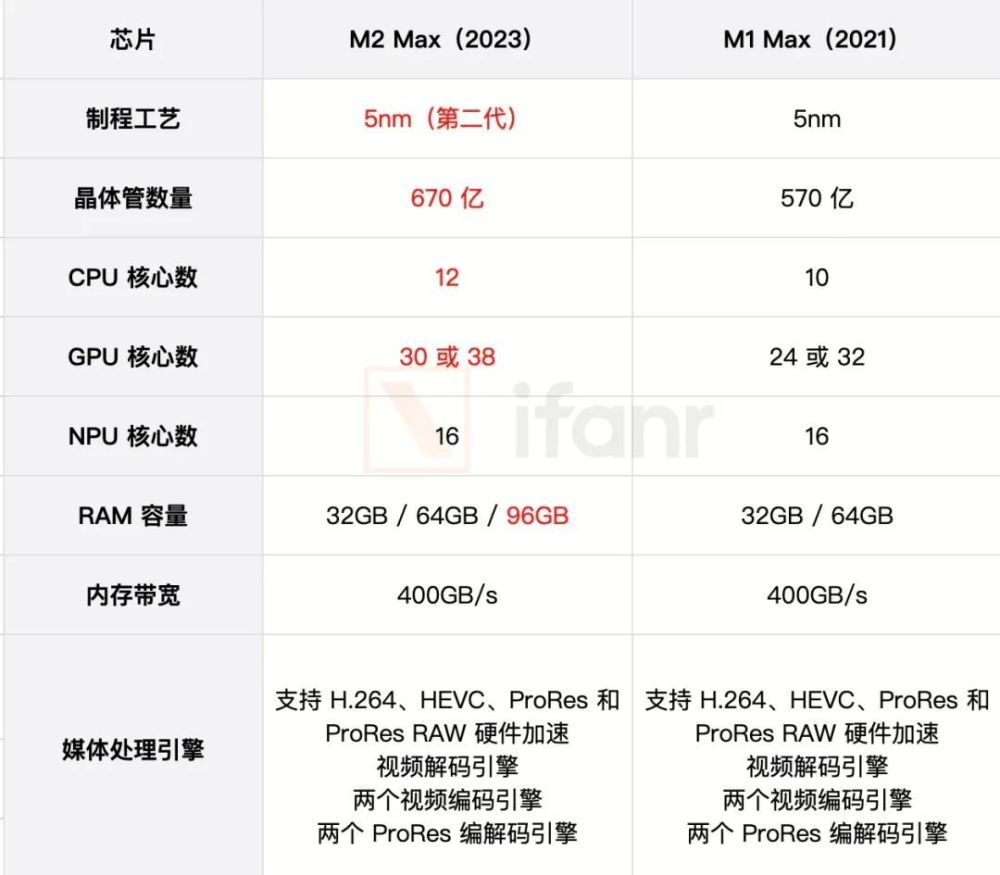 芯片 M2 Max（2023） M1 Max（2021）
制程工艺 5nm（第二代） 5nm
晶体管数量 670 亿 570 亿
CPU 核心数 12 10
GPU 核心数 30 或 38 24 或 32
ifanr
NPU 核心数 16 16
RAM 容量 32GB / 64GB / 96GB 32GB / 64GB
内存带宽 400GB/s 400GB/s
媒体处理引擎
支持 H.264、HEVC、ProRes 和
ProRes RAW 硬件加速
视频解码引擎
两个视频编码引擎
两个 ProRes 编解码引擎
支持 H.264、HEVC、ProRes 和
ProRes RAW 硬件加速
视频解码引擎
两个视频编码引擎
两个 ProRes 编解码引擎